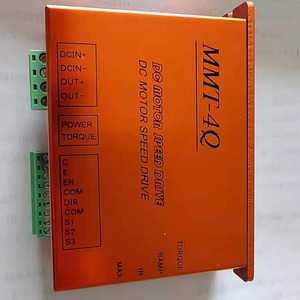 MMT-4Q
DC MOTOR SPEED DRIVE
DC MOTOR SPEED DRIVE
DCIN+
DCIN-
OUT+
OUT-
POWER
TORQUE
C
E
EN
COM
DIR
COM
S1
S2
S3
TORQUE
RAMP
IR
MAX